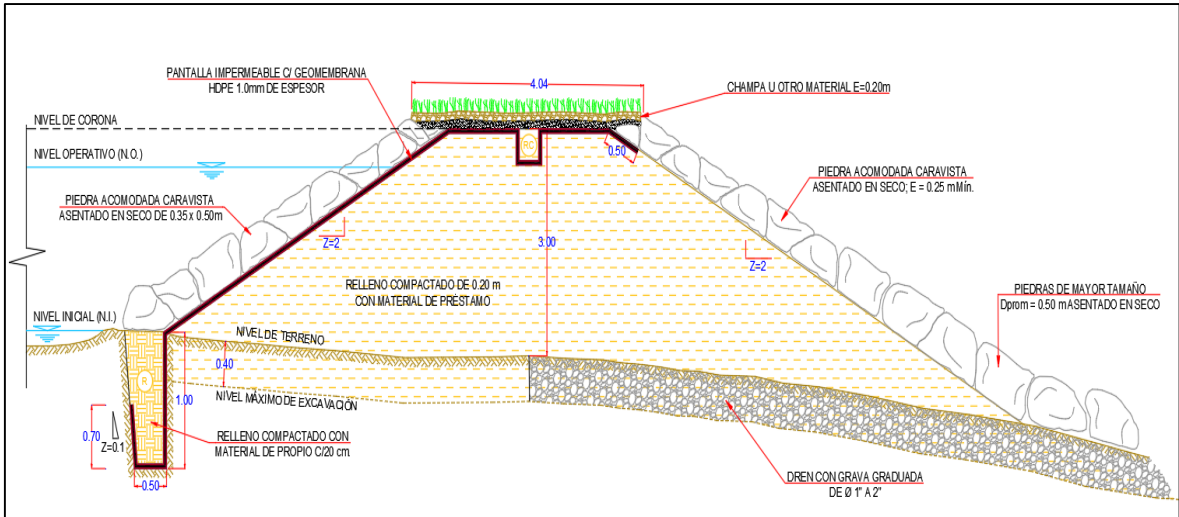 PANTALLA IMPERMEABLE C/ GEOMEMBRANA
HDPE 1.0mm DE ESPESOR
4.04
CHAMPA U OTRO MATERIAL E=0.20m
NIVEL DE CORONA
NIVEL OPERATIVO (N.O.)
RC
0.50
PIEDRA ACOMODADA CARAVISTA
ASENTADO EN SECO; E = 0.25 mMín.
PIEDRA ACOMODADA CARAVISTA
ASENTADO EN SECO DE 0.35 x 0.50m
Z=2
3.00
Z=2
RELLENO COMPACTADO DE 0.20 m
CON MATERIAL DE PRÉSTAMO
PIEDRAS DE MAYOR TAMAÑO
Dprom = 0.50 m ASENTADO EN SECO
NIVEL INICIAL (N.I.)
NIVEL DE TERRENO
0.40
R
1.00
NIVEL MÁXIMO DE EXCAVACIÓN
0.70
Z=0.1
RELLENO COMPACTADO CON
MATERIAL DE PROPIO C/20 cm
0.50
DREN CON GRAVA GRADUADA
DE Ø 1" A 2"